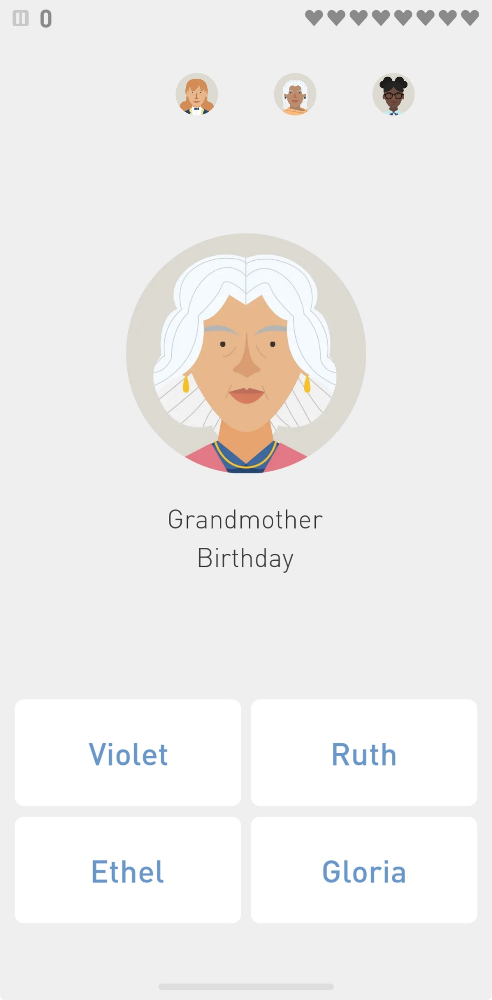 0
Grandmother
Birthday
Violet
Ruth
Ethel
Gloria